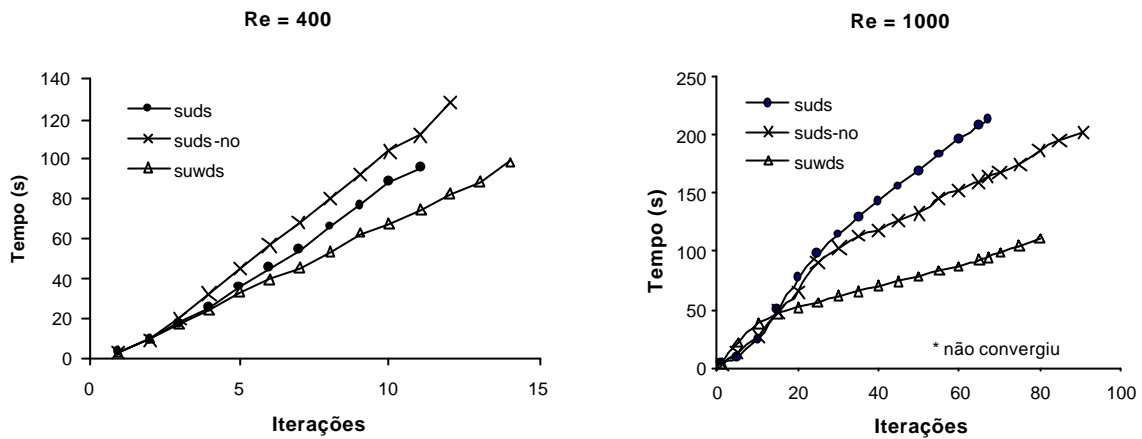 Re = 400
140
120
100
80
60
40
20
0
Tempo (s)
suds
suds-no
suwds
0 5 10 15
Iterações
Re = 1000
250
200
150
100
50
0
Tempo (s)
suds
suds-no
suwds
* não convergiu
0 20 40 60 80 100
Iterações